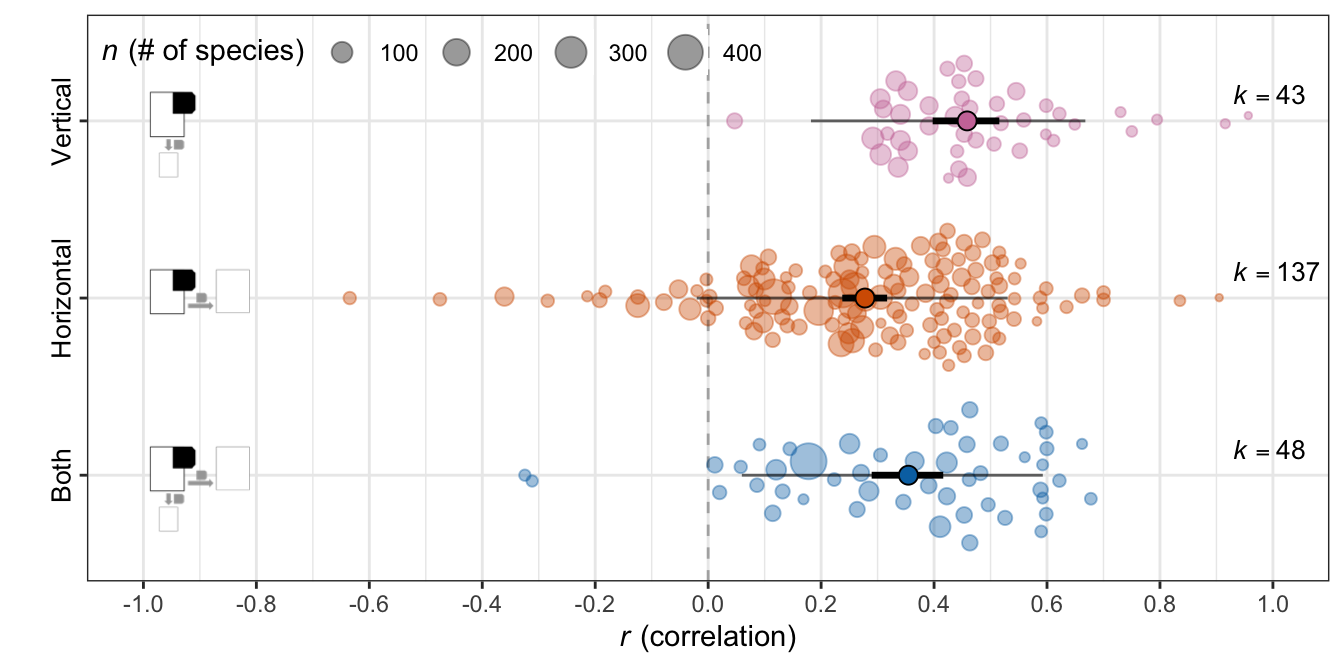 n (# of species) 100 200 300 400
Vertical
k = 43
Horizontal
k = 137
Both
k = 48
-1.0 -0.8 -0.6 -0.4 -0.2 0.0 0.2 0.4 0.6 0.8 1.0
r (correlation)